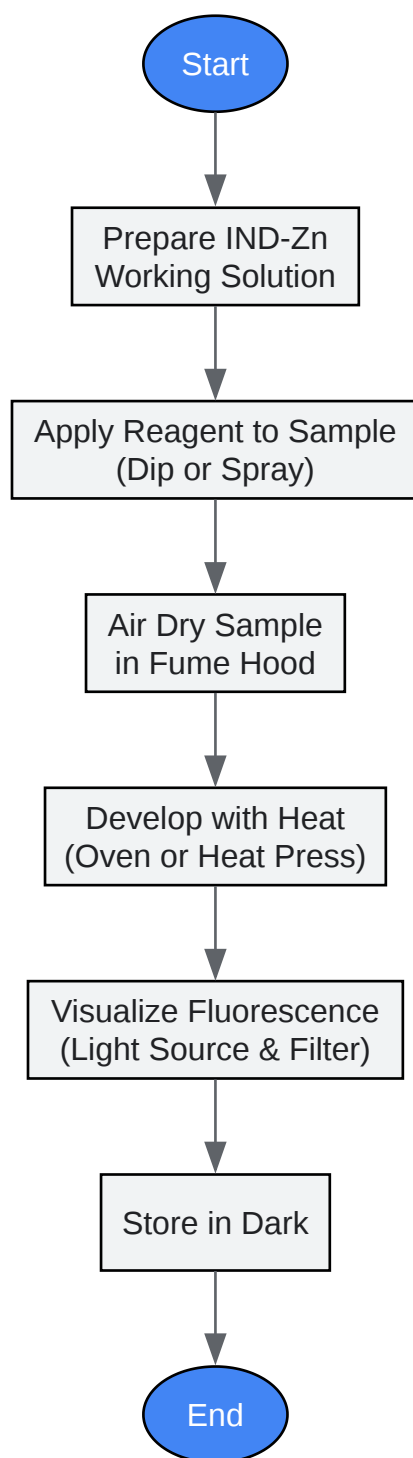 Start
Prepare IND-Zn
Working Solution
Apply Reagent to Sample
(Dip or Spray)
Air Dry Sample
in Fume Hood
Develop with Heat
(Oven or Heat Press)
Visualize Fluorescence
(Light Source & Filter)
Store in Dark
End